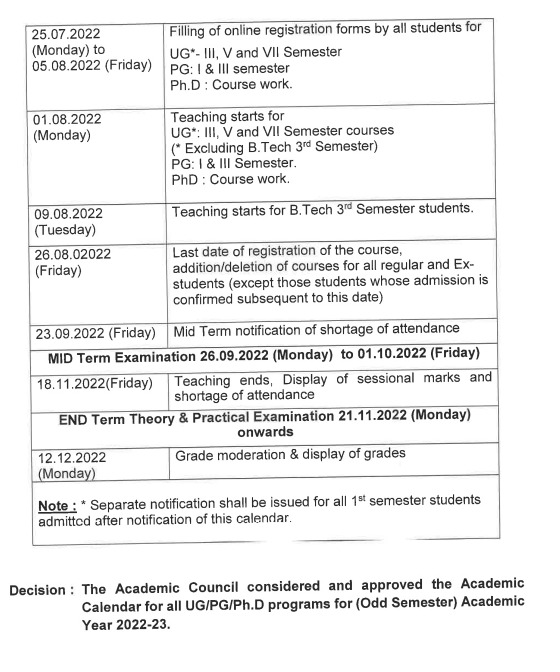 25.07.2022
(Monday) to
05.08.2022 (Friday)
Filling of online registration forms by all students for
UG*- III, V and VII Semester
PG: I & III semester
Ph.D : Course work.
01.08.2022
(Monday)
Teaching starts for
UG*: III, V and VII Semester courses
(* Excluding B.Tech 3rd Semester)
PG: I & III Semester.
PhD : Course work.
09.08.2022
(Tuesday)
Teaching starts for B.Tech 3rd Semester students.
26.08.02022
(Friday)
Last date of registration of the course,
addition/deletion of courses for all regular and Ex-
students (except those students whose admission is
confirmed subsequent to this date)
23.09.2022 (Friday)
Mid Term notification of shortage of attendance
MID Term Examination 26.09.2022 (Monday) to 01.10.2022 (Friday)
18.11.2022(Friday)
Teaching ends, Display of sessional marks and
shortage of attendance
END Term Theory & Practical Examination 21.11.2022 (Monday)
onwards
12.12.2022
(Monday)
Grade moderation & display of grades
Note : * Separate notification shall be issued for all 1st semester students
admitted after notification of this calendar.
Decision : The Academic Council considered and approved the Academic
Calendar for all UG/PG/Ph.D programs for (Odd Semester) Academic
Year 2022-23.